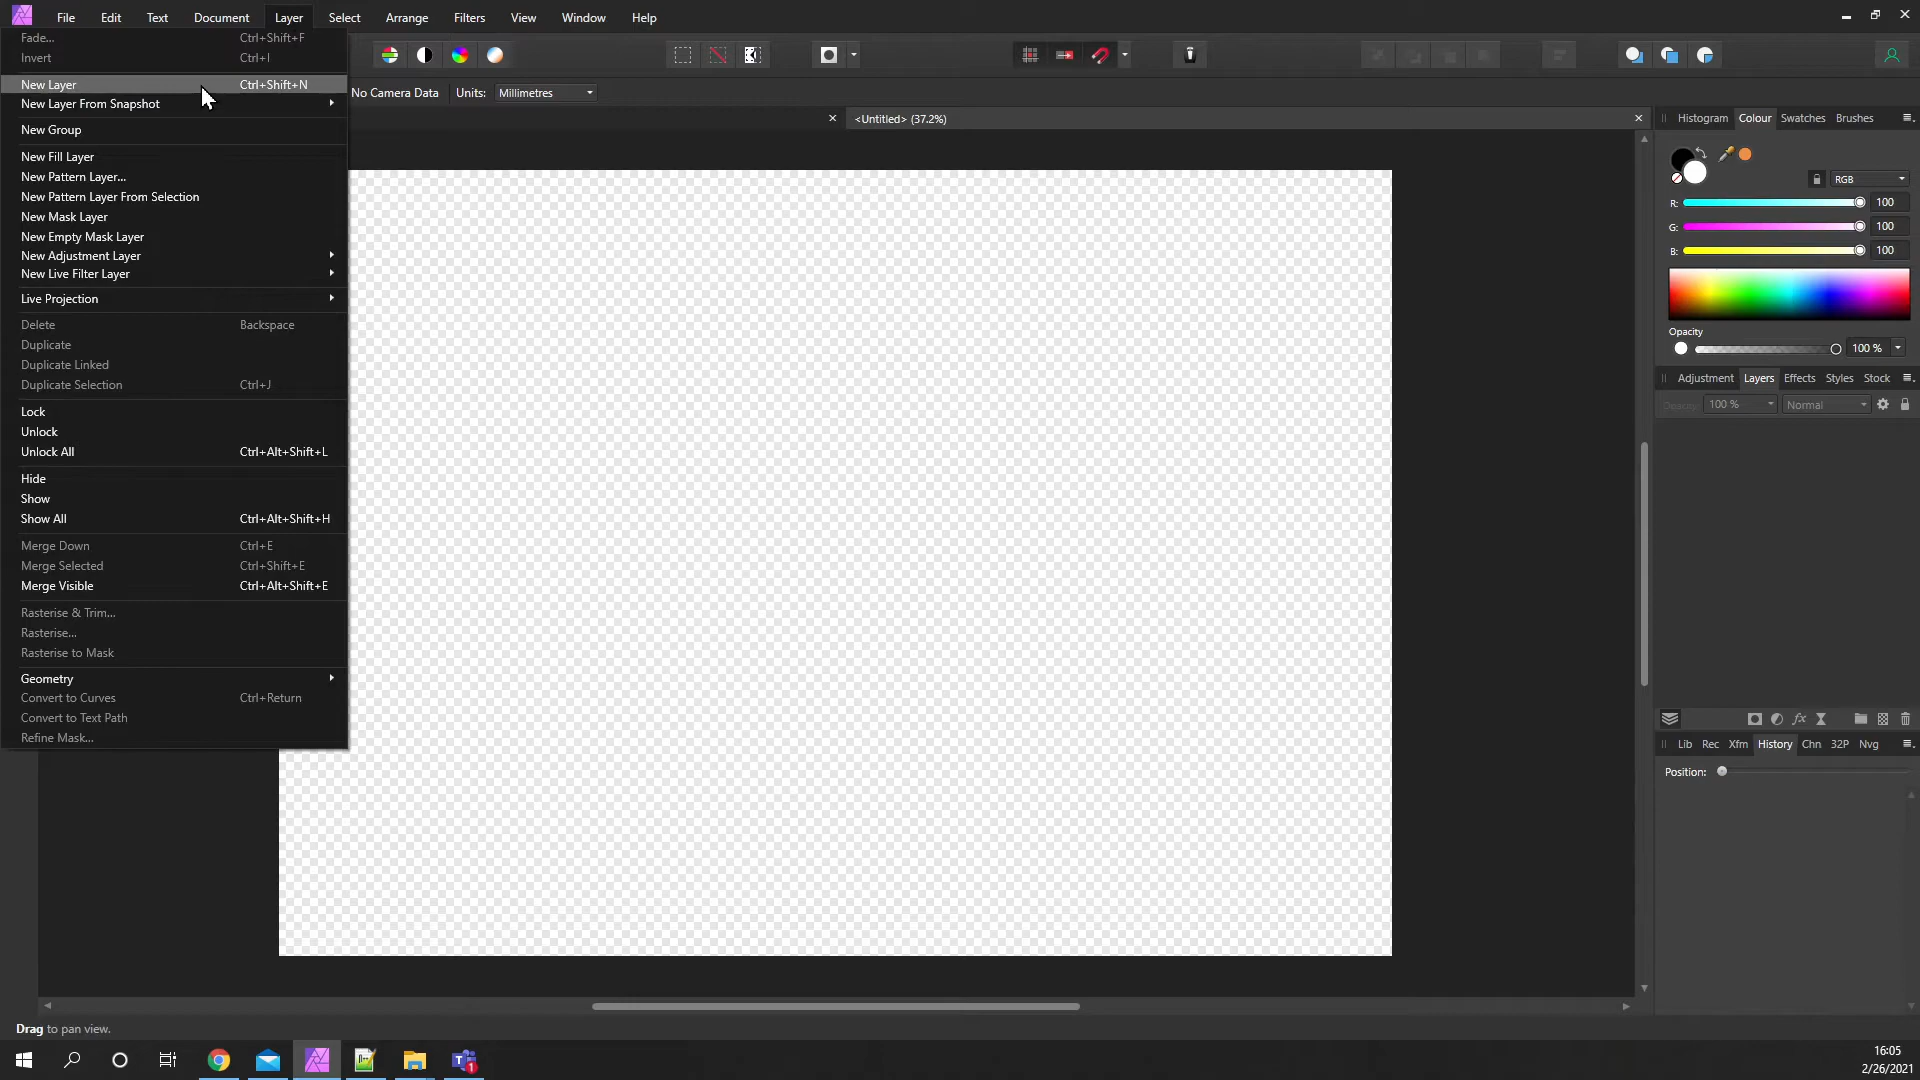 File Edit Text Document Layer Select Arrange Filters View Window Help
Fade... Ctrl+Shift+F
Invert Ctrl+I
New Layer Ctrl+Shift+N
New Layer From Snapshot
New Group
New Fill Layer
New Pattern Layer...
New Pattern Layer From Selection
New Mask Layer
New Empty Mask Layer
New Adjustment Layer
New Live Filter Layer
Live Projection
Delete Backspace
Duplicate
Duplicate Linked
Duplicate Selection Ctrl+J
Lock
Unlock
Unlock All Ctrl+Alt+Shift+L
Hide
Show
Show All Ctrl+Alt+Shift+H
Merge Down Ctrl+E
Merge Selected Ctrl+Shift+E
Merge Visible Ctrl+Alt+Shift+E
Rasterise & Trim...
Rasterise...
Rasterise to Mask
Geometry
Convert to Curves Ctrl+Return
Convert to Text Path
Refine Mask...
No Camera Data Units: Millimetres
<Untitled> (37.2%)
Histogram Colour Swatches Brushes
RGB
R: 100
G: 100
B: 100
Opacity
100 %
Adjustment Layers Effects Styles Stock
Opacity 100 % Normal
Lib Rec Xfm History Chn 32P Nvg
Position:
Drag to pan view.
1
16:05
2/26/2021